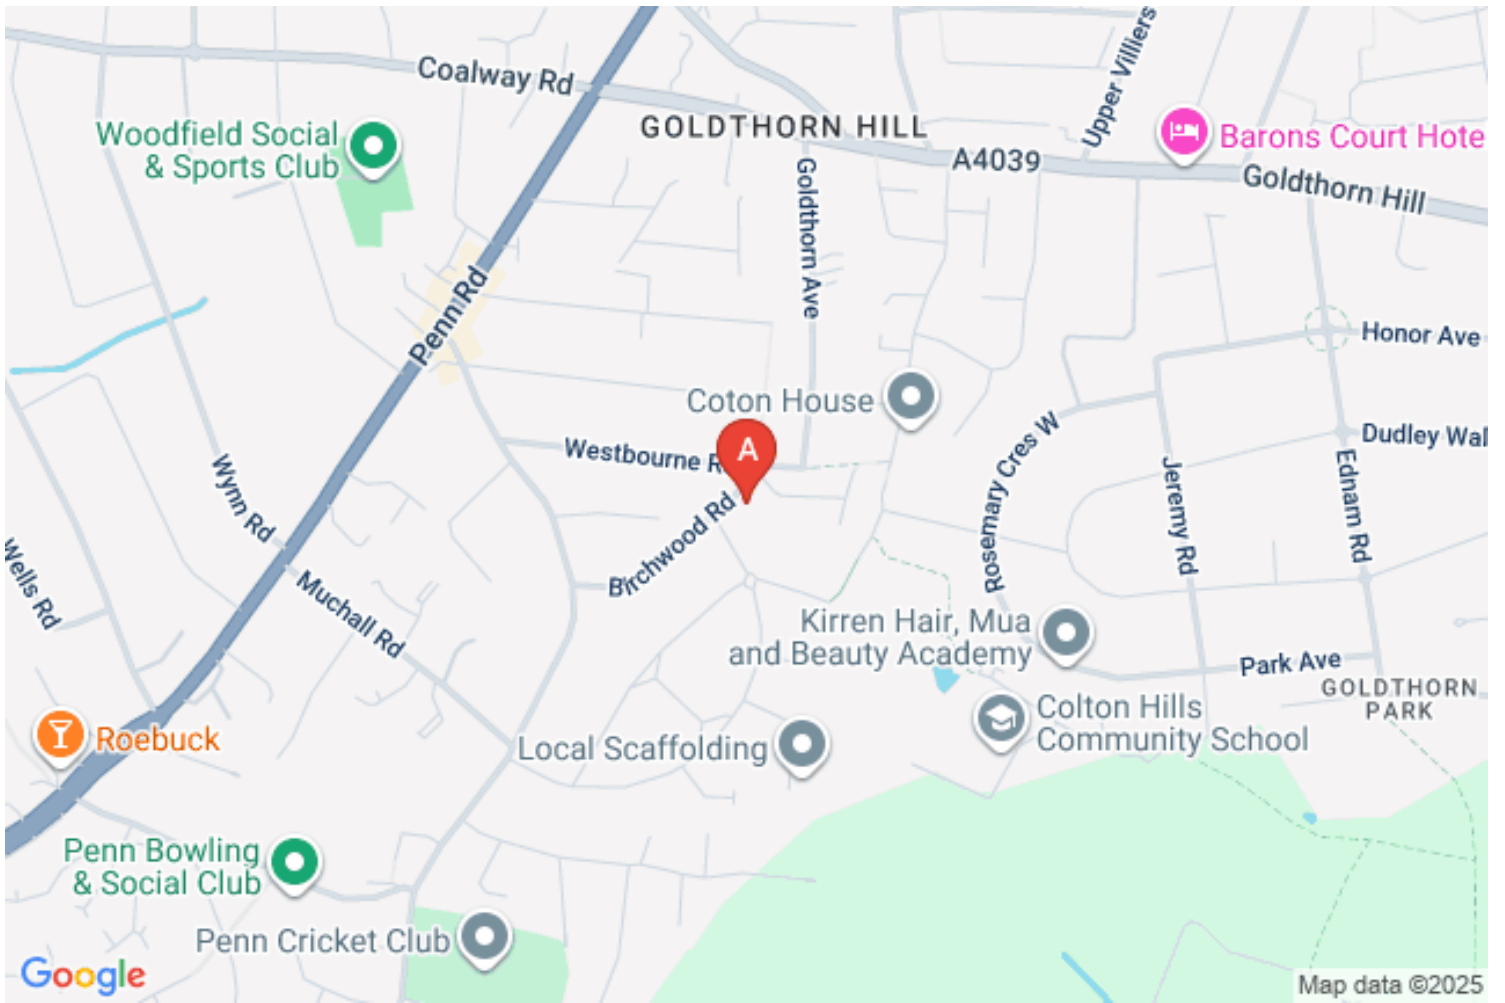 Coalway Rd
Upper Villiers
Woodfield Social
& Sports Club
GOLDTHORN HILL
A4039
Barons Court Hote
Goldthorn Hill
Goldthorn Ave
Penn Rd
Honor Ave
Coton House
Westbourne R
A
Rosemary Cres W
Dudley Wal
Jeremy Rd
Ednam Rd
Wynn Rd
Birchwood Rd
Wells Rd
Muchall Rd
Kirren Hair, Mua
and Beauty Academy
Park Ave
GOLDTHORN
PARK
Colton Hills
Community School
Roebuck
Local Scaffolding
Penn Bowling
& Social Club
Penn Cricket Club
Google
Map data ©2025